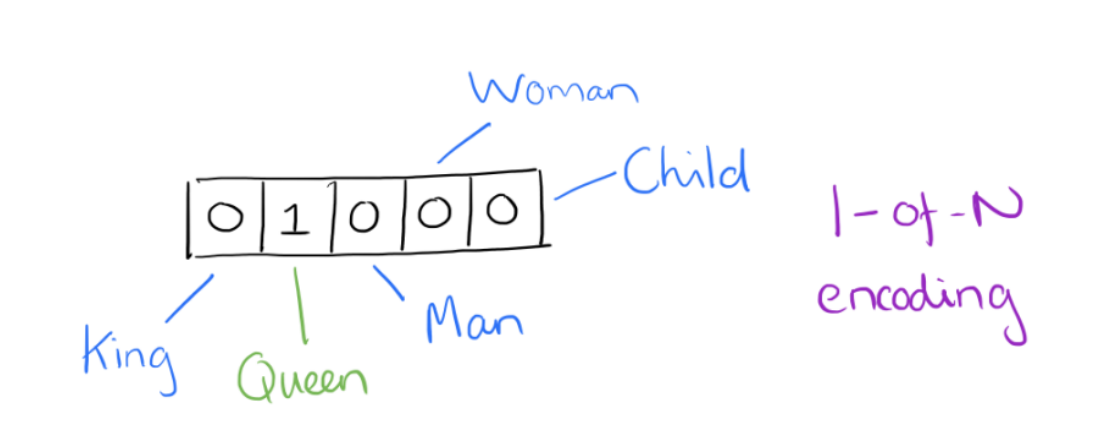 Woman
Child
0 1 0 0 0
1-of-N
encoding
King
Queen
Man